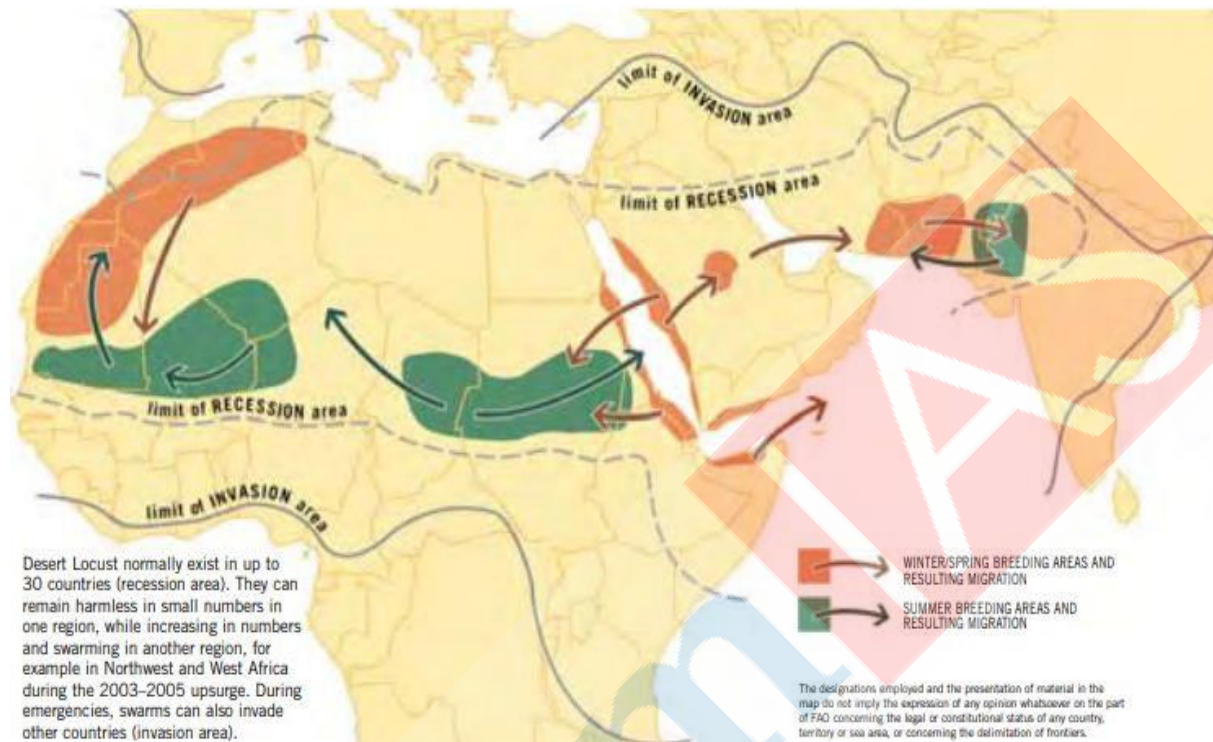 limit of INVASION area
limit of RECESSION area
limit of RECESSION area
limit of INVASION area
Desert Locust normally exist in up to
30 countries (recession area). They can
remain harmless in small numbers in
one region, while increasing in numbers
and swarming in another region, for
example in Northwest and West Africa
during the 2003–2005 upsurge. During
emergencies, swarms can also invade
other countries (invasion area).
WINTER/SPRING BREEDING AREAS AND
RESULTING MIGRATION
SUMMER BREEDING AREAS AND
RESULTING MIGRATION
The designations employed and the presentation of material in the
map do not imply the expression of any opinion whatsoever on the part
of FAO concerning the legal or constitutional status of any country,
territory or sea area, or concerning the delimitation of frontiers.
mIAS